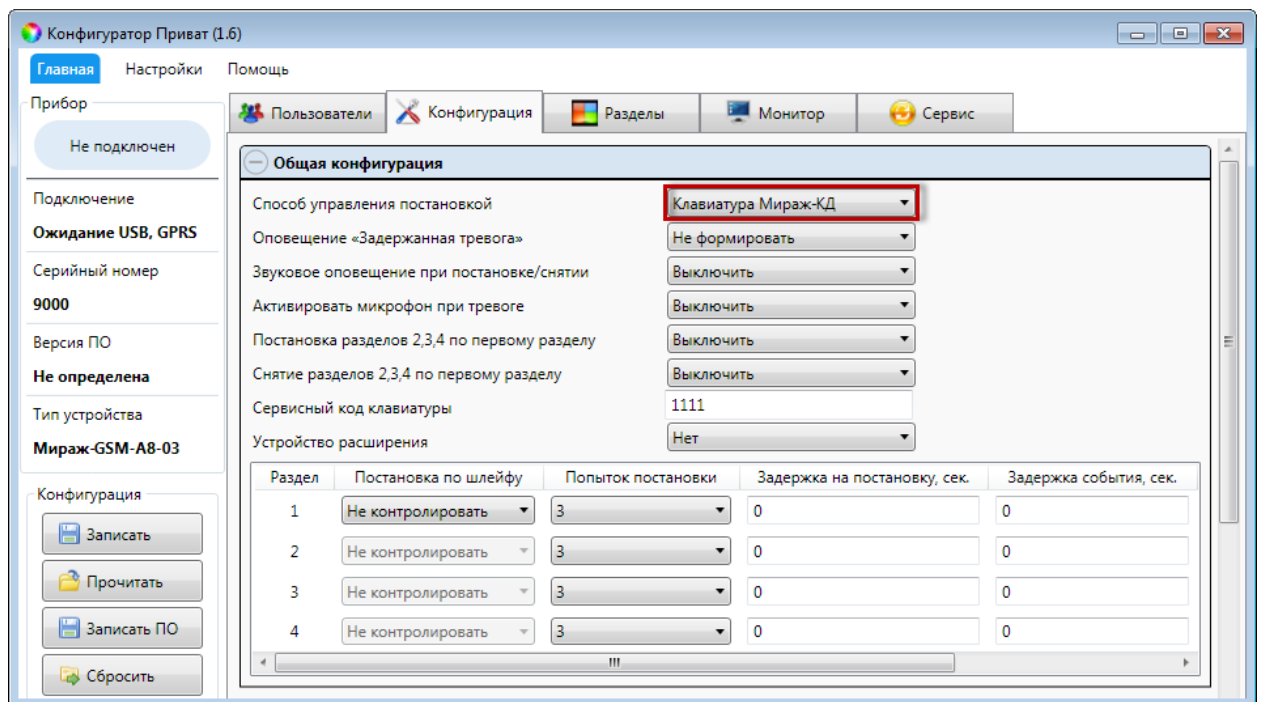 Конфигуратор Приват (1.6)
Главная Настройки Помощь
Прибор
Не подключен
Подключение
Ожидание USB, GPRS
Серийный номер
9000
Версия ПО
Не определена
Тип устройства
Мираж-GSM-A8-03
Конфигурация
Записать
Прочитать
Записать ПО
Сбросить
Пользователи Конфигурация Разделы Монитор Сервис
Общая конфигурация
Способ управления постановкой Клавиатура Мираж-КД
Оповещение «Задержанная тревога» Не формировать
Звуковое оповещение при постановке/снятии Выключить
Активировать микрофон при тревоге Выключить
Постановка разделов 2,3,4 по первому разделу Выключить
Снятие разделов 2,3,4 по первому разделу Выключить
Сервисный код клавиатуры 1111
Устройство расширения Нет
Раздел Постановка по шлейфу Попыток постановки Задержка на постановку, сек. Задержка события, сек.
1 Не контролировать 3 0 0
2 Не контролировать 3 0 0
3 Не контролировать 3 0 0
4 Не контролировать 3 0 0